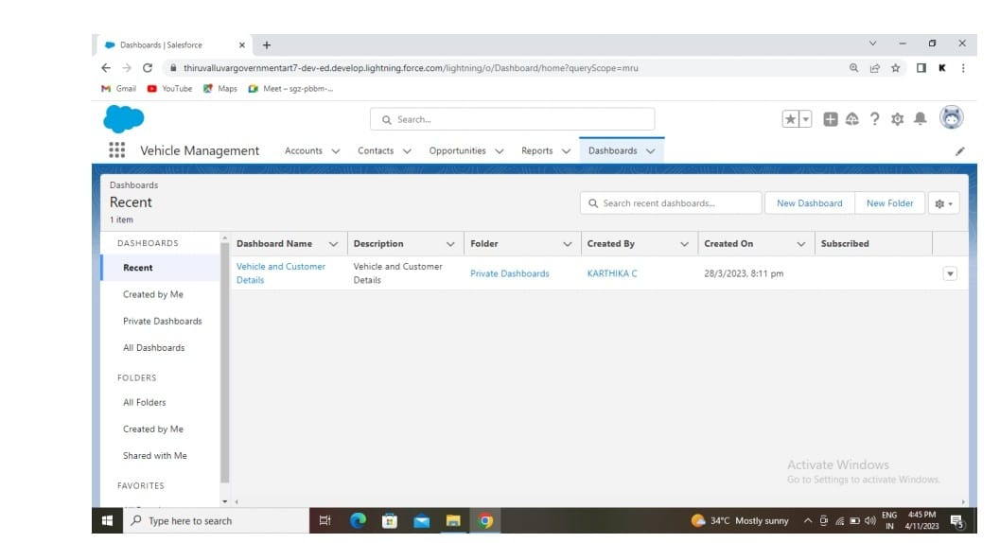 Dashboards | Salesforce
thiruvalluvargovernmentart7-dev-ed.develop.lightning.force.com/lightning/o/Dashboard/home?queryScope=mru
K
Gmail YouTube Maps Meet – sgz-pbbm-...
Search...
Vehicle Management Accounts Contacts Opportunities Reports Dashboards
Dashboards
Recent
1 item
Search recent dashboards...
New Dashboard
New Folder
DASHBOARDS
Recent
Created by Me
Private Dashboards
All Dashboards
FOLDERS
All Folders
Created by Me
Shared with Me
FAVORITES
Dashboard Name Description Folder Created By Created On Subscribed
Vehicle and Customer Details
Vehicle and Customer Details
Private Dashboards
KARTHIKA C
28/3/2023, 8:11 pm
Activate Windows
Go to Settings to activate Windows.
Type here to search
34°C Mostly sunny
ENG
IN
4:45 PM
4/11/2023
5